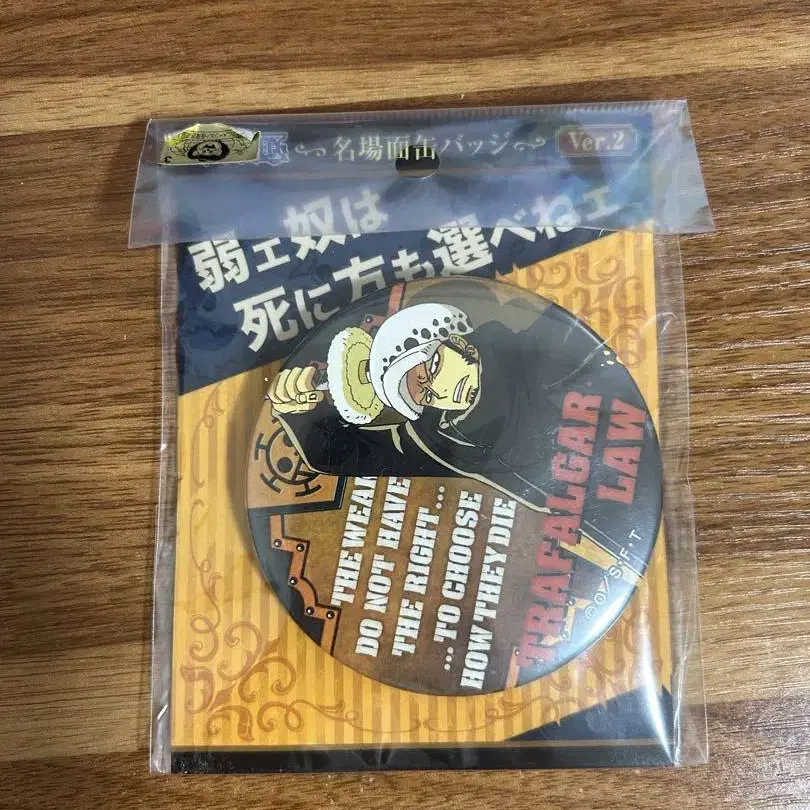 名場面缶バッジ
Ver.2
弱ェ奴は
死に方も選べねェ
THE WEAK
DO NOT HAVE
THE RIGHT...
...TO CHOOSE
HOW THEY DIE
TRAFALGAR
LAW
©O/S,F,T